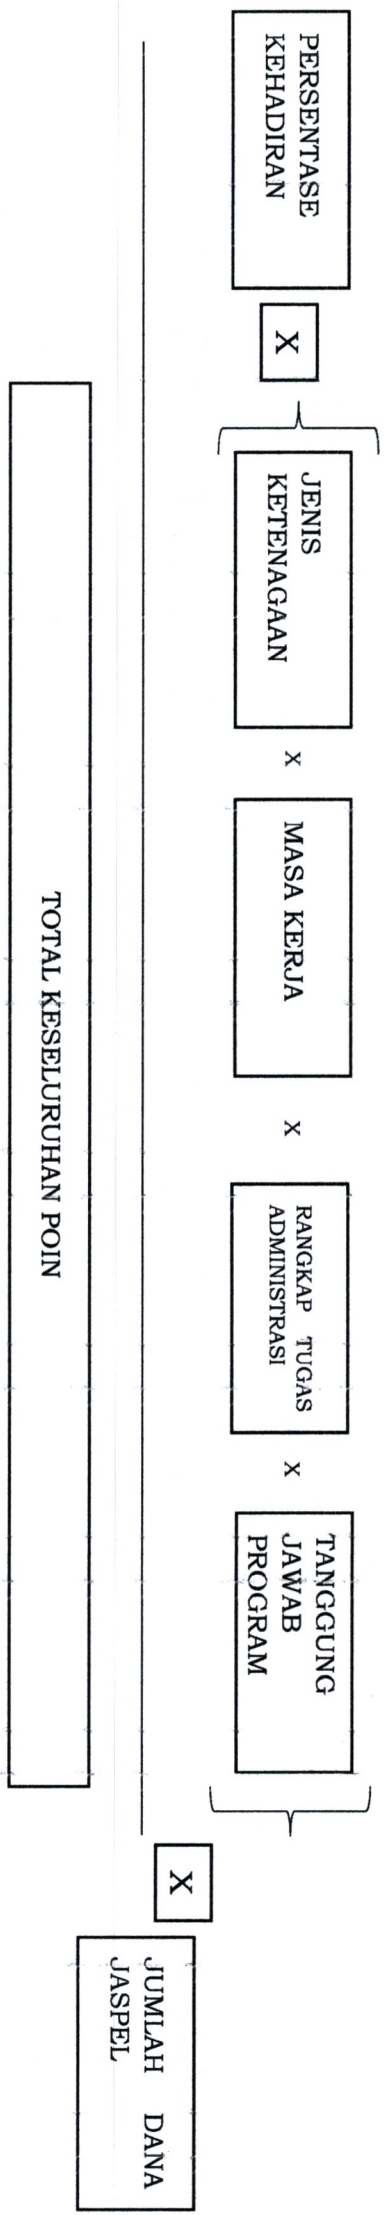 PERSENTASE
KEHADIRAN
X
JENIS
KETENAGAAN
x
MASA KERJA
x
RANGKAP TUGAS
ADMINISTRASI
x
TANGGUNG
JAWAB
PROGRAM
TOTAL KESELURUHAN POIN
X
JUMLAH DANA
JASPEL